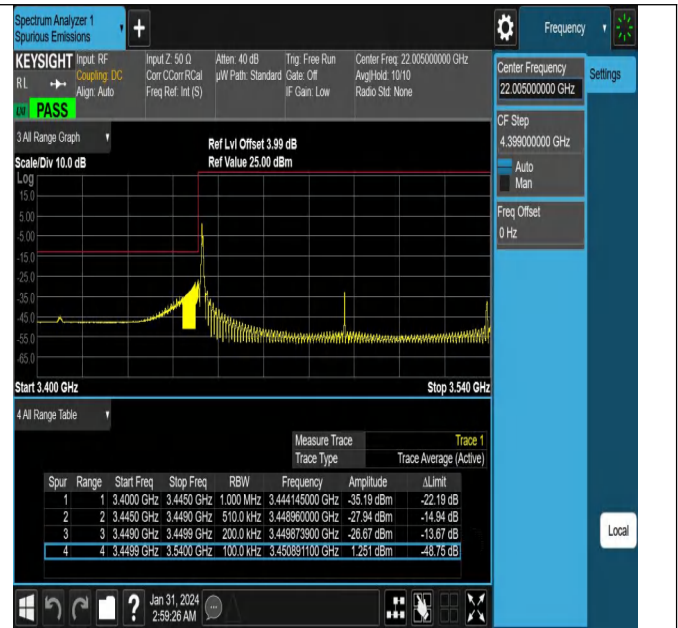 Spectrum Analyzer 1
Spurious Emissions
+
Frequency
KEYSIGHT
RL
LNI PASS
Input: RF
Coupling: DC
Align: Auto
Input Z: 50 Ω
Corr CCorr RCal
Freq Ref: Int (S)
Atten: 40 dB
µW Path: Standard
Trig: Free Run
Gate: Off
IF Gain: Low
Center Freq: 22.005000000 GHz
Avg|Hold: 10/10
Radio Std: None
Center Frequency
22.005000000 GHz
Settings
CF Step
4.399000000 GHz
Auto
Man
Freq Offset
0 Hz
3 All Range Graph
Scale/Div 10.0 dB
Ref Lvl Offset 3.99 dB
Ref Value 25.00 dBm
Log
15.0
5.00
-5.00
-15.0
-25.0
-35.0
-45.0
-55.0
-65.0
Start 3.400 GHz
Stop 3.540 GHz
4 All Range Table
Measure Trace Trace 1
Trace Type Trace Average (Active)
Spur Range Start Freq Stop Freq RBW Frequency Amplitude ΔLimit
1 1 3.4000 GHz 3.4450 GHz 1.000 MHz 3.444145000 GHz -35.19 dBm -22.19 dB
2 2 3.4450 GHz 3.4490 GHz 510.0 kHz 3.448960000 GHz -27.94 dBm -14.94 dB
3 3 3.4490 GHz 3.4499 GHz 200.0 kHz 3.449873900 GHz -26.67 dBm -13.67 dB
4 4 3.4499 GHz 3.5400 GHz 100.0 kHz 3.450891100 GHz 1.251 dBm -48.75 dB
Local
?
Jan 31, 2024
2:59:26 AM